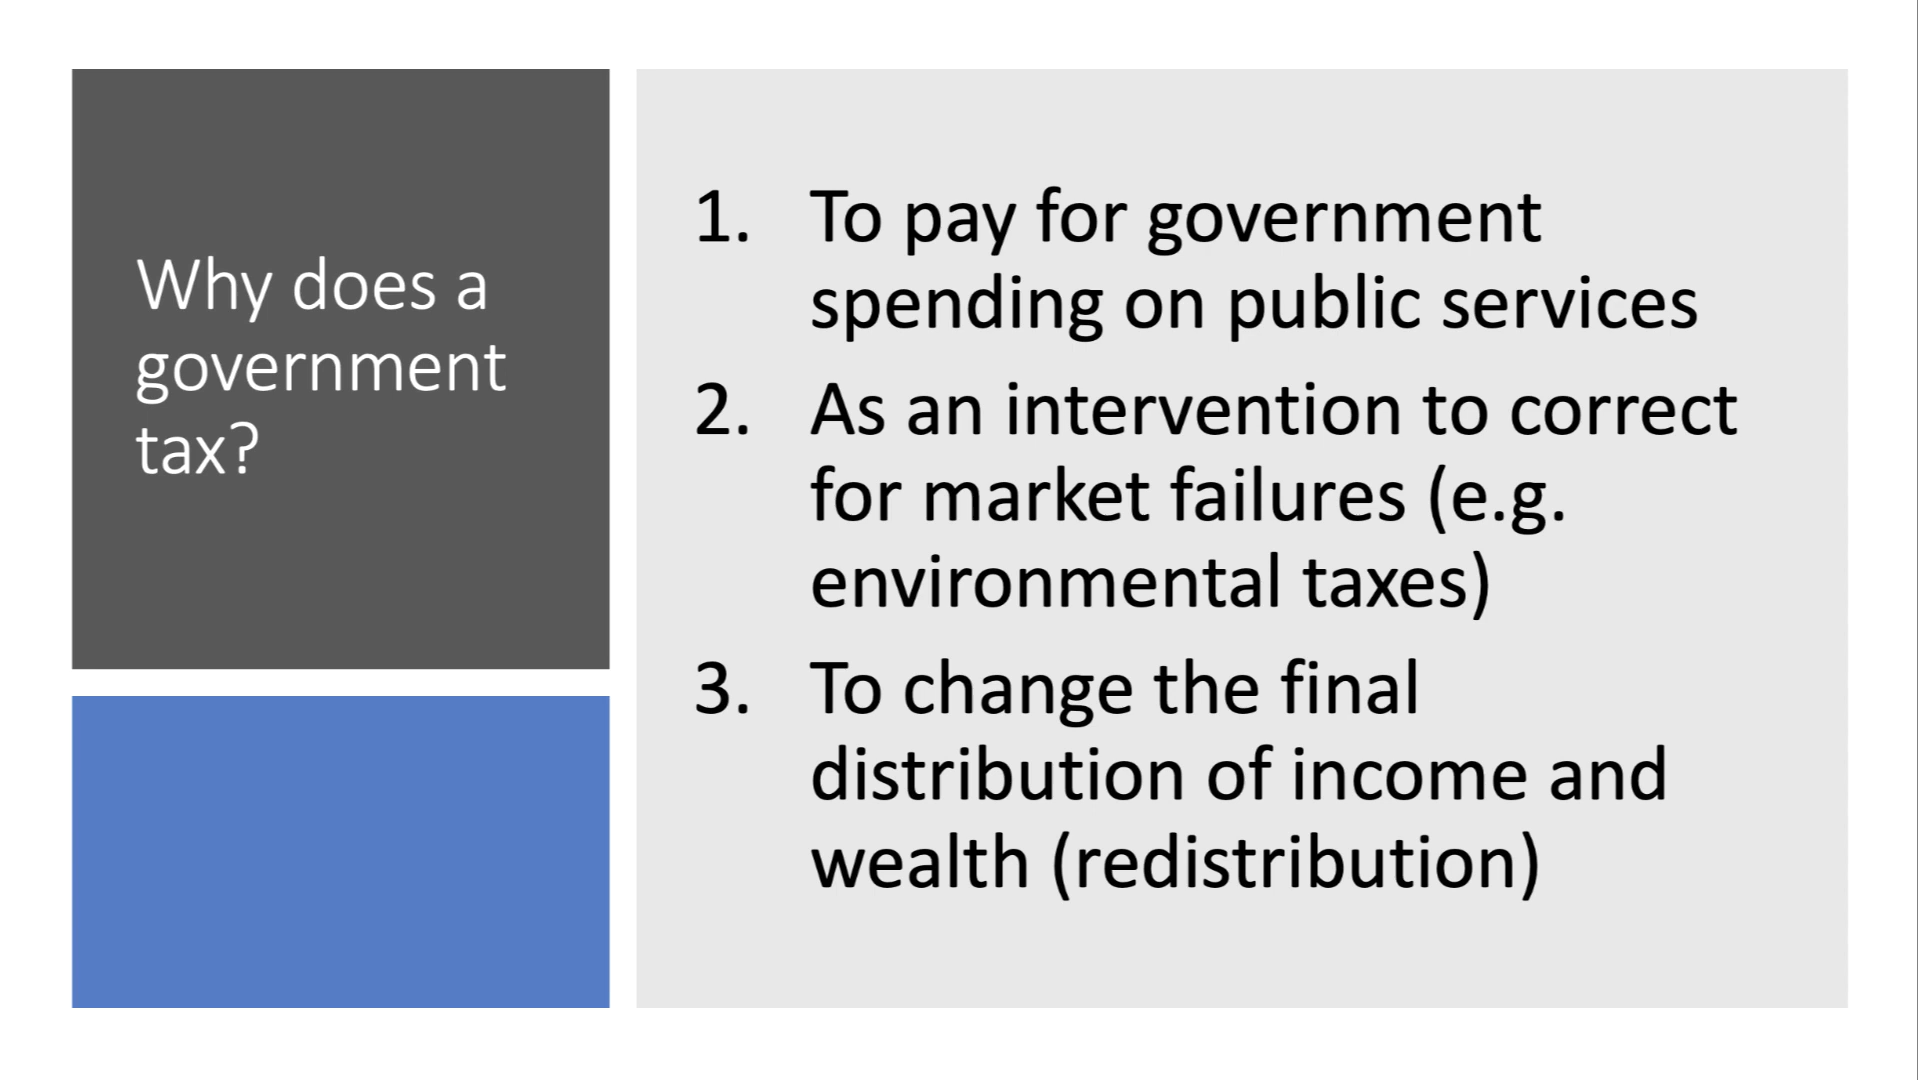 Why does a
government
tax?
1. To pay for government
spending on public services
2. As an intervention to correct
for market failures (e.g.
environmental taxes)
3. To change the final
distribution of income and
wealth (redistribution)